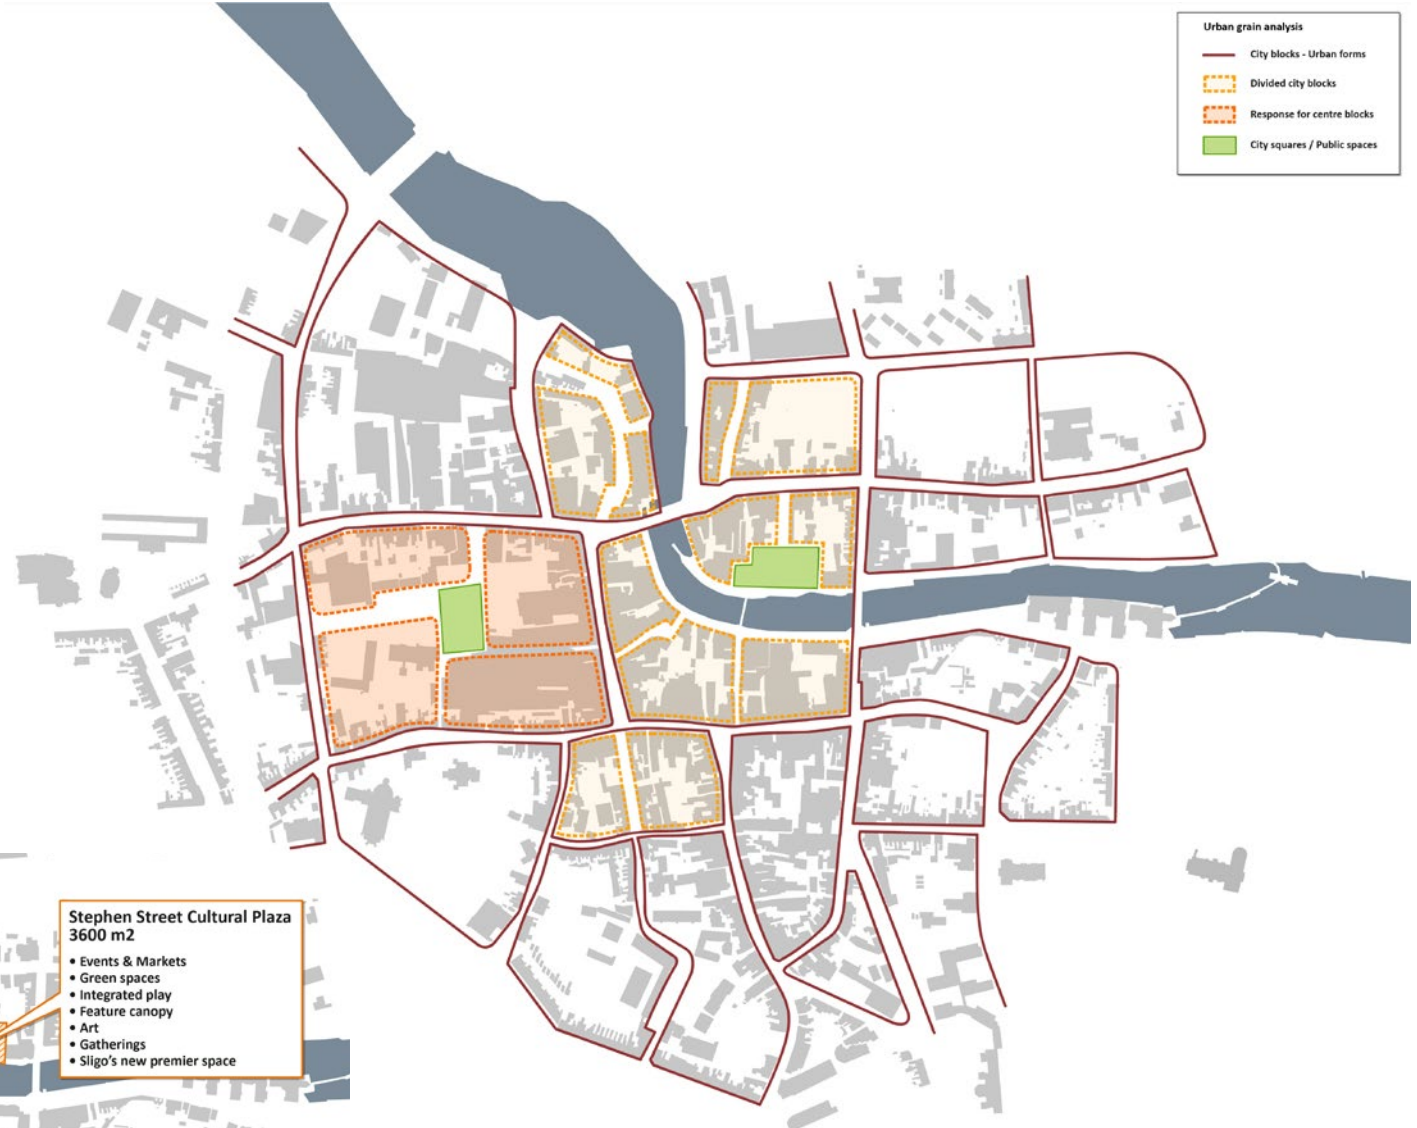 Urban grain analysis
City blocks - Urban forms
Divided city blocks
Response for centre blocks
City squares / Public spaces
Stephen Street Cultural Plaza
3600 m2
• Events & Markets
• Green spaces
• Integrated play
• Feature canopy
• Art
• Gatherings
• Sligo's new premier space